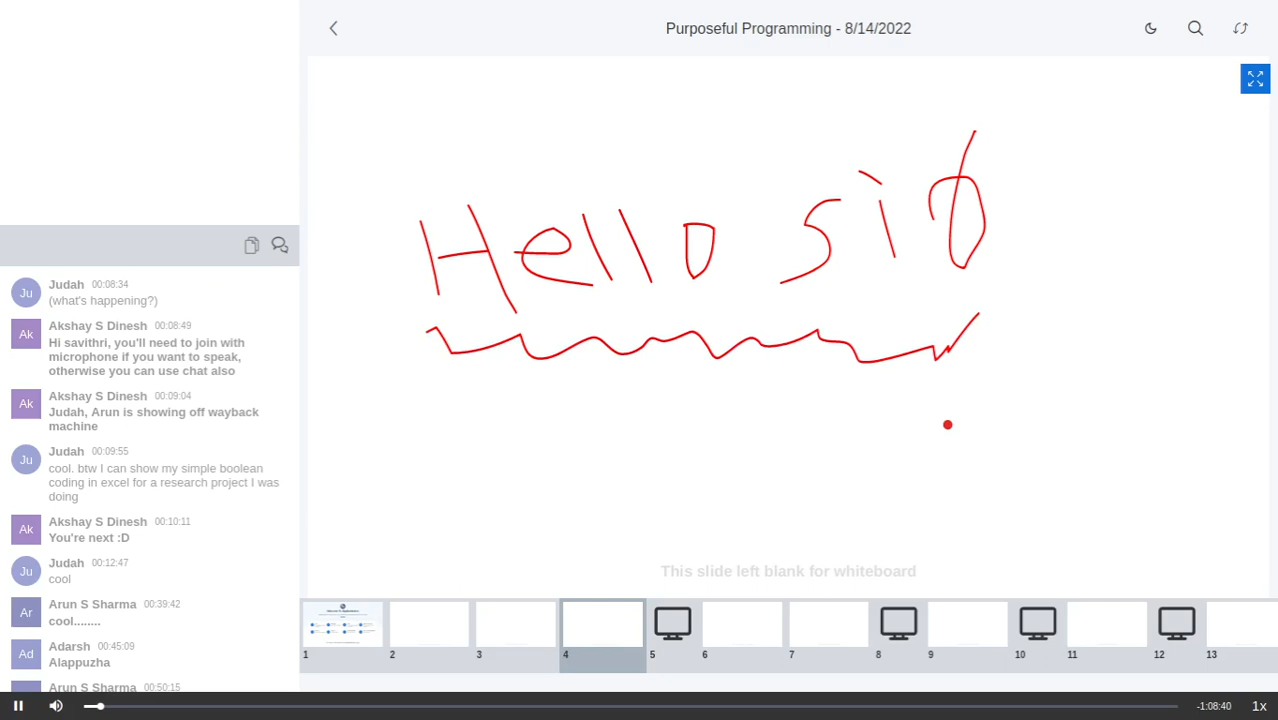 Purposeful Programming - 8/14/2022
Hello sid
This slide left blank for whiteboard
Ju
Judah 00:08:34
(what's happening?)
Ak
Akshay S Dinesh 00:08:49
Hi savithri, you'll need to join with
microphone if you want to speak,
otherwise you can use chat also
Ak
Akshay S Dinesh 00:09:04
Judah, Arun is showing off wayback
machine
Ju
Judah 00:09:55
cool. btw I can show my simple boolean
coding in excel for a research project I was
doing
Ak
Akshay S Dinesh 00:10:11
You're next :D
Ju
Judah 00:12:47
cool
Ar
Arun S Sharma 00:39:42
cool........
Ad
Adarsh 00:45:09
Alappuzha
Arun S Sharma 00:50:15
1 2 3 4 5 6 7 8 9 10 11 12 13
-1:08:40 1x